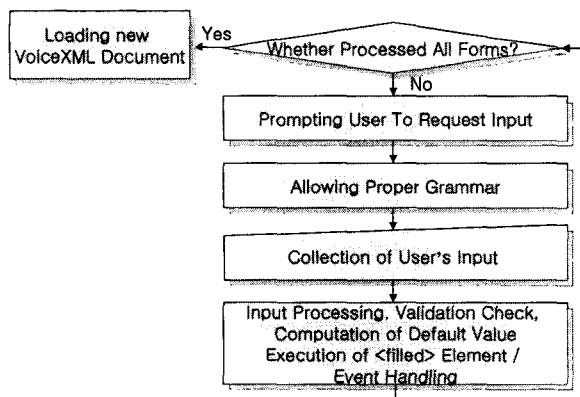 Loading new
VoiceXML Document
Yes
Whether Processed All Forms?
No
Prompting User To Request Input
Allowing Proper Grammar
Collection of User's Input
Input Processing, Validation Check,
Computation of Default Value
Execution of <filled> Element /
Event Handling